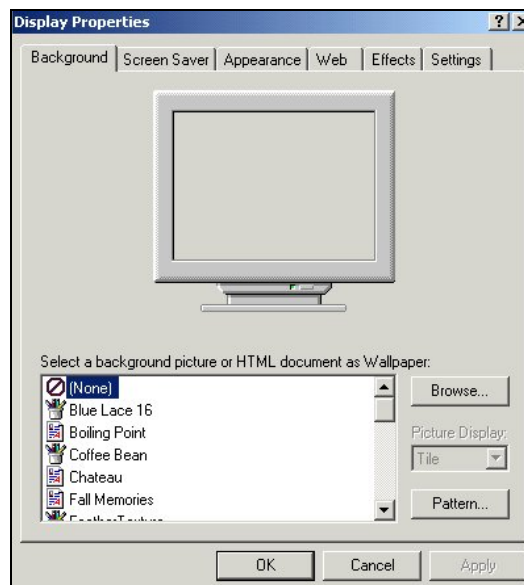 Display Properties
Background Screen Saver Appearance Web Effects Settings
Select a background picture or HTML document as Wallpaper:
(None)
Blue Lace 16
Boiling Point
Coffee Bean
Chateau
Fall Memories
FeatherTexture
Browse...
Picture Display:
Tile
Pattern...
OK Cancel Apply